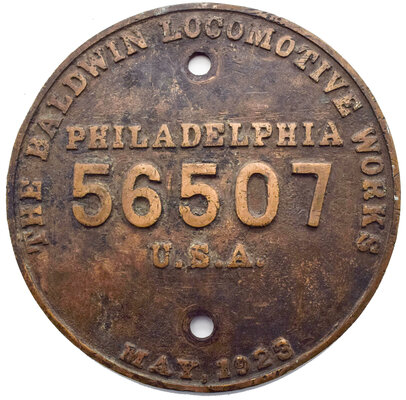 THE BALDWIN LOCOMOTIVE WORKS
PHILADELPHIA
56507
U.S.A.
MAY, 1923